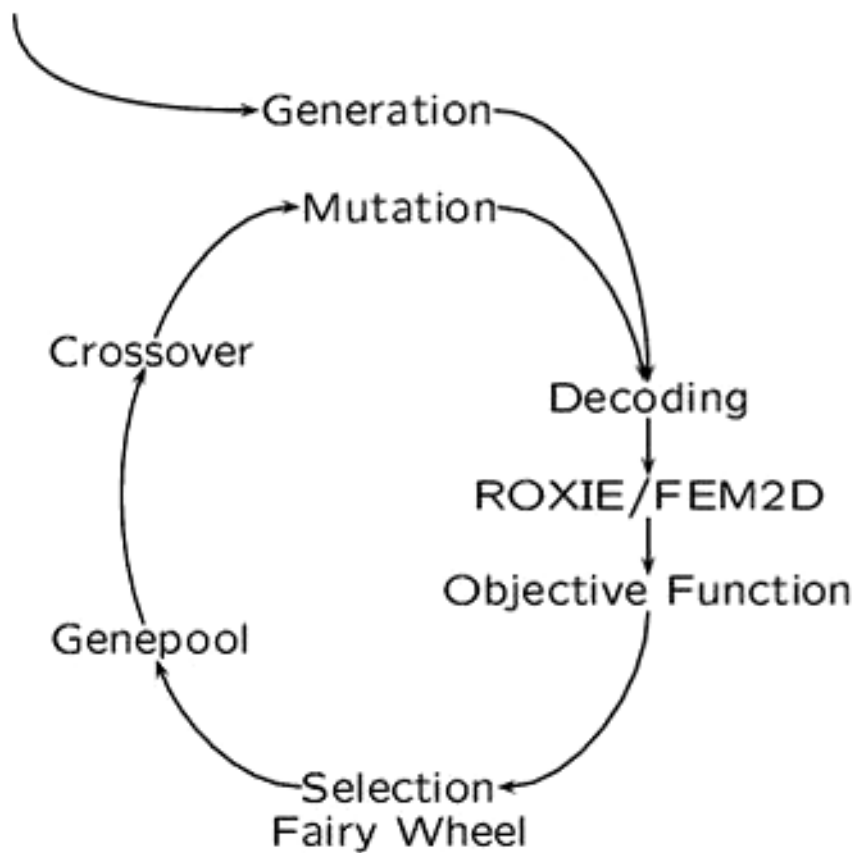 Generation
Mutation
Crossover
Decoding
ROXIE/FEM2D
Objective Function
Genepool
Selection
Fairy Wheel